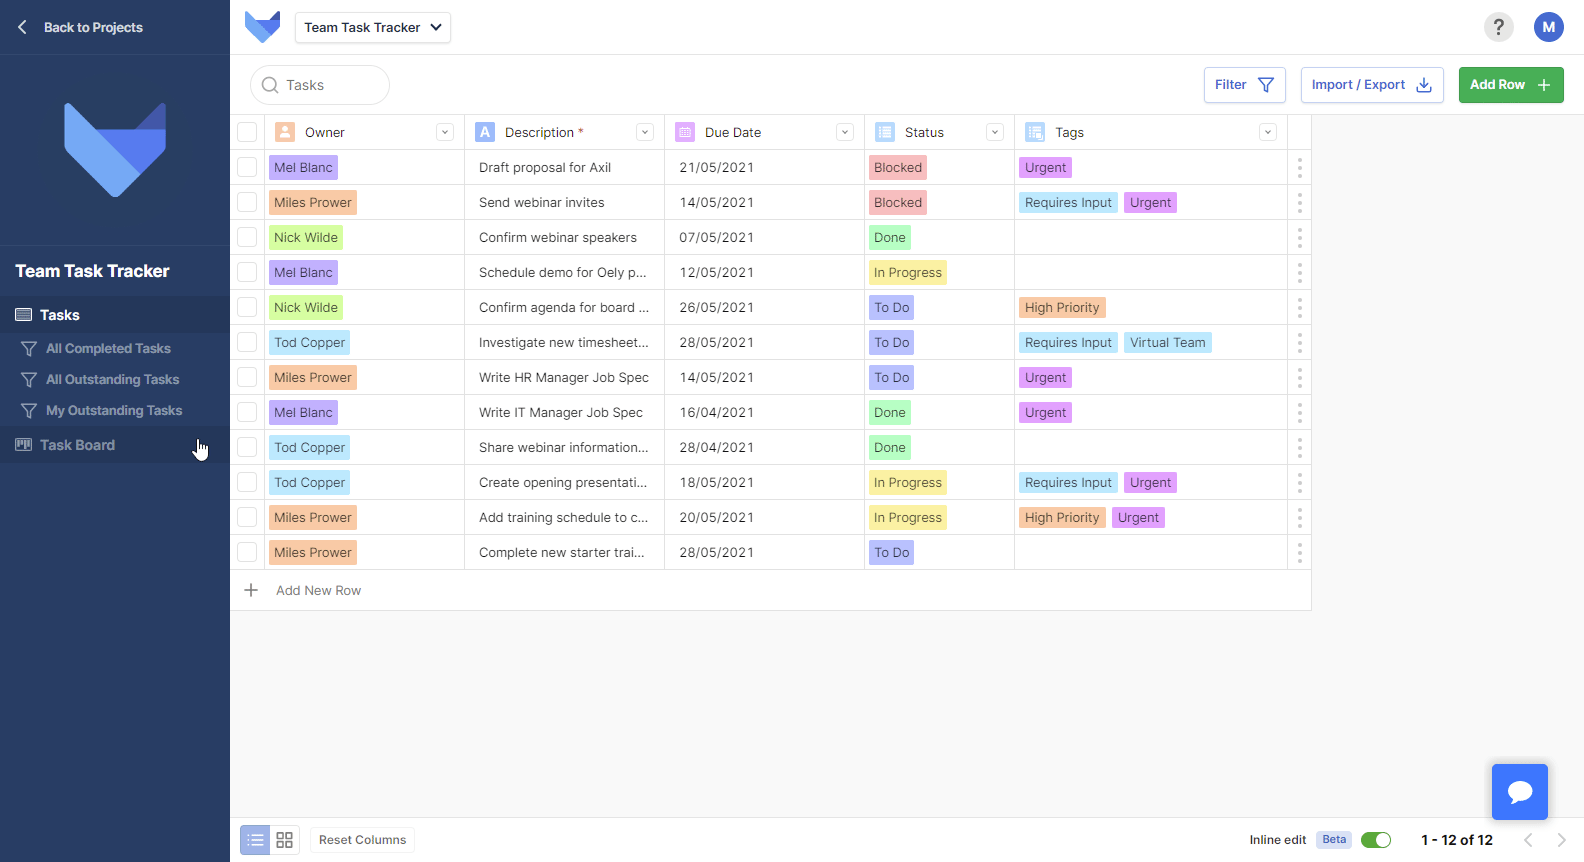 Back to Projects
Team Task Tracker
Tasks
All Completed Tasks
All Outstanding Tasks
My Outstanding Tasks
Task Board
Team Task Tracker
?
M
Tasks
Filter
Import / Export
Add Row +
Owner A Description * Due Date Status Tags
Mel Blanc Draft proposal for Axil 21/05/2021 Blocked Urgent
Miles Prower Send webinar invites 14/05/2021 Blocked Requires Input Urgent
Nick Wilde Confirm webinar speakers 07/05/2021 Done
Mel Blanc Schedule demo for Oely p... 12/05/2021 In Progress
Nick Wilde Confirm agenda for board ... 26/05/2021 To Do High Priority
Tod Copper Investigate new timesheet... 28/05/2021 To Do Requires Input Virtual Team
Miles Prower Write HR Manager Job Spec 14/05/2021 To Do Urgent
Mel Blanc Write IT Manager Job Spec 16/04/2021 Done Urgent
Tod Copper Share webinar information... 28/04/2021 Done
Tod Copper Create opening presentati... 18/05/2021 In Progress Requires Input Urgent
Miles Prower Add training schedule to c... 20/05/2021 In Progress High Priority Urgent
Miles Prower Complete new starter trai... 28/05/2021 To Do
+ Add New Row
Reset Columns
Inline edit Beta
1 - 12 of 12